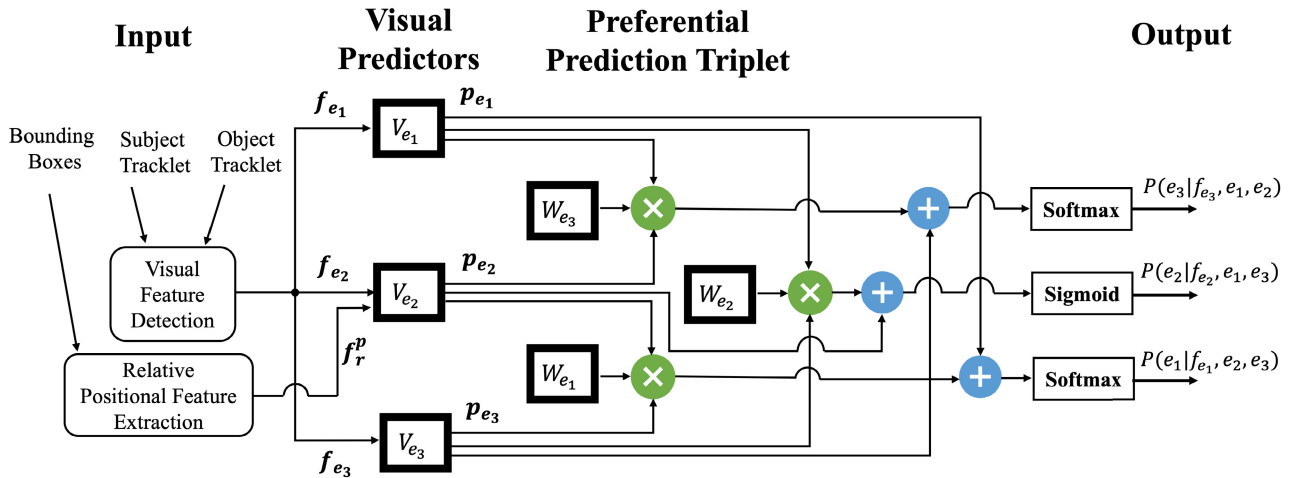 Input
Visual
Predictors
Preferential
Prediction Triplet
Output
Bounding
Boxes
Subject
Tracklet
Object
Tracklet
Visual
Feature
Detection
Relative
Positional Feature
Extraction
f_{e_1}
f_{e_2}
f_r^p
f_{e_3}
V_{e_1}
V_{e_2}
V_{e_3}
p_{e_1}
p_{e_2}
p_{e_3}
W_{e_3}
W_{e_2}
W_{e_1}
×
×
×
+
+
+
Softmax
Sigmoid
Softmax
P(e_3|f_{e_3}, e_1, e_2)
P(e_2|f_{e_2}, e_1, e_3)
P(e_1|f_{e_1}, e_2, e_3)